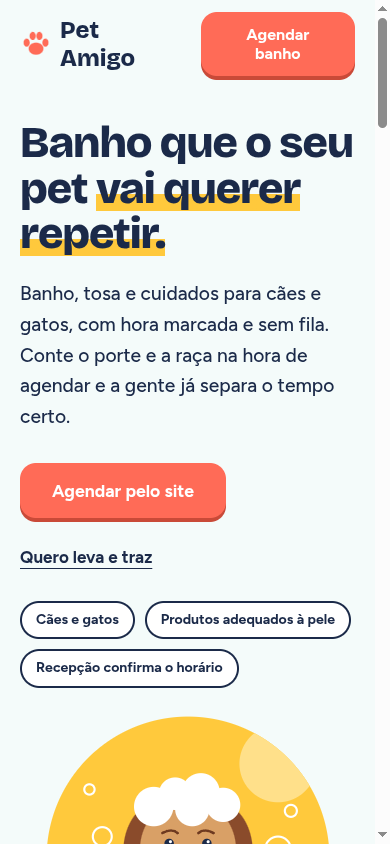 Pet
Amigo
Agendar
banho
Banho que o seu
pet vai querer
repetir.
Banho, tosa e cuidados para cães e
gatos, com hora marcada e sem fila.
Conte o porte e a raça na hora de
agendar e a gente já separa o tempo
certo.
Agendar pelo site
Quero leva e traz
Cães e gatos
Produtos adequados à pele
Recepção confirma o horário